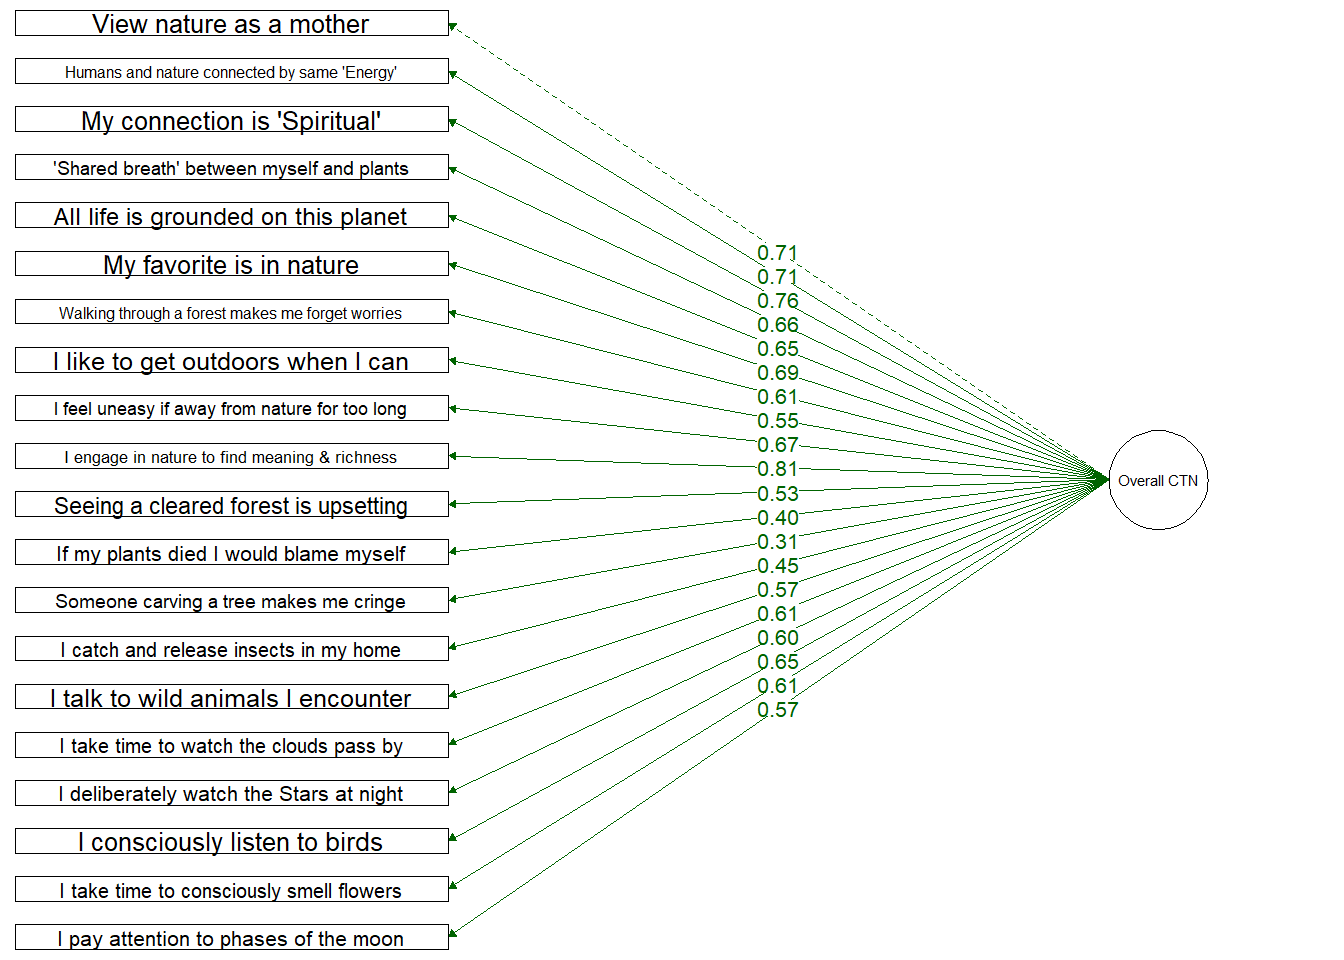 View nature as a mother
Humans and nature connected by same 'Energy'
My connection is 'Spiritual'
'Shared breath' between myself and plants
All life is grounded on this planet
My favorite is in nature
Walking through a forest makes me forget worries
I like to get outdoors when I can
I feel uneasy if away from nature for too long
I engage in nature to find meaning & richness
Seeing a cleared forest is upsetting
If my plants died I would blame myself
Someone carving a tree makes me cringe
I catch and release insects in my home
I talk to wild animals I encounter
I take time to watch the clouds pass by
I deliberately watch the Stars at night
I consciously listen to birds
I take time to consciously smell flowers
I pay attention to phases of the moon
0.71
0.71
0.76
0.66
0.65
0.69
0.61
0.55
0.67
0.81
0.53
0.40
0.31
0.45
0.57
0.61
0.60
0.65
0.61
0.57
Overall CTN